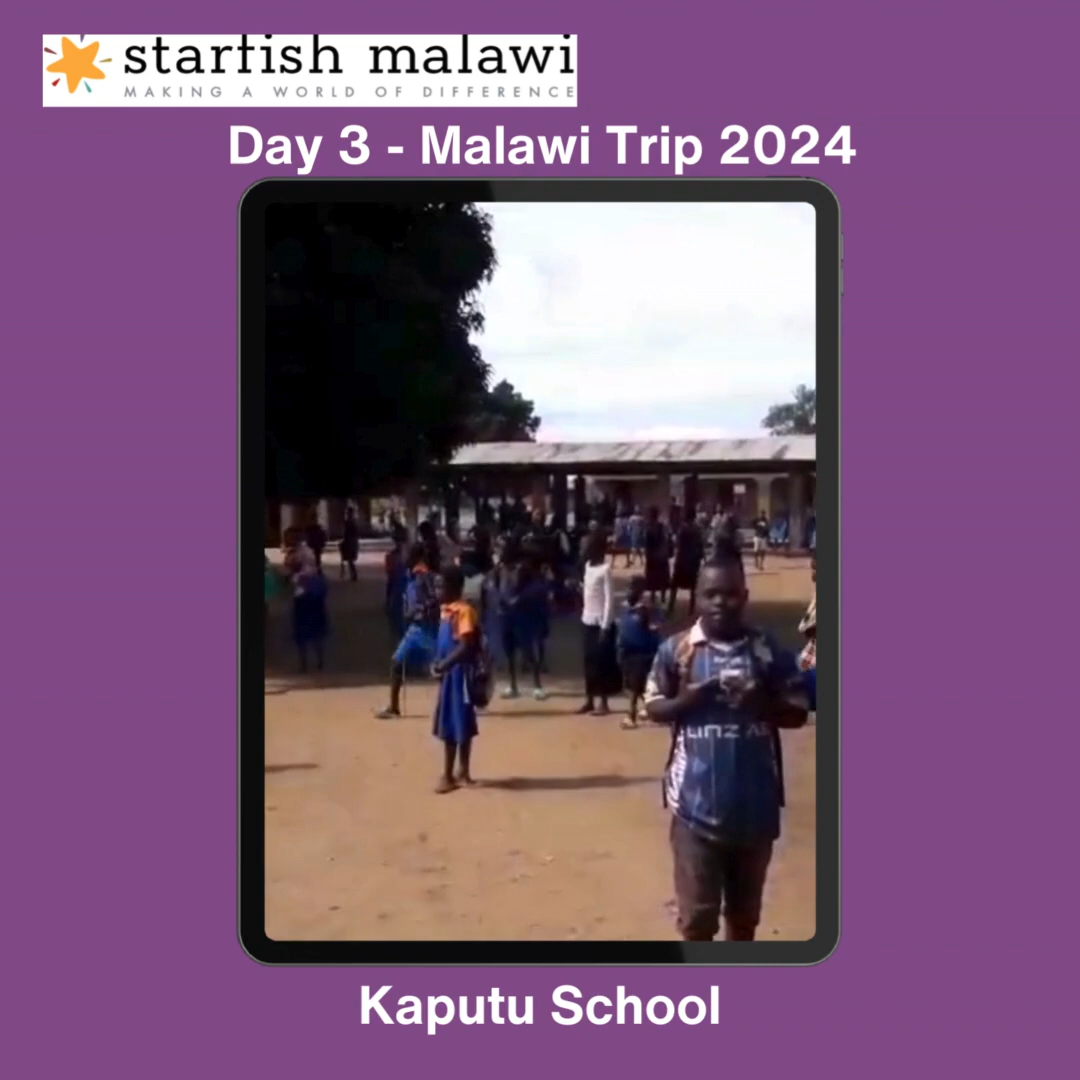 starfish malawi
MAKING A WORLD OF DIFFERENCE
Day 3 - Malawi Trip 2024
Kaputu School